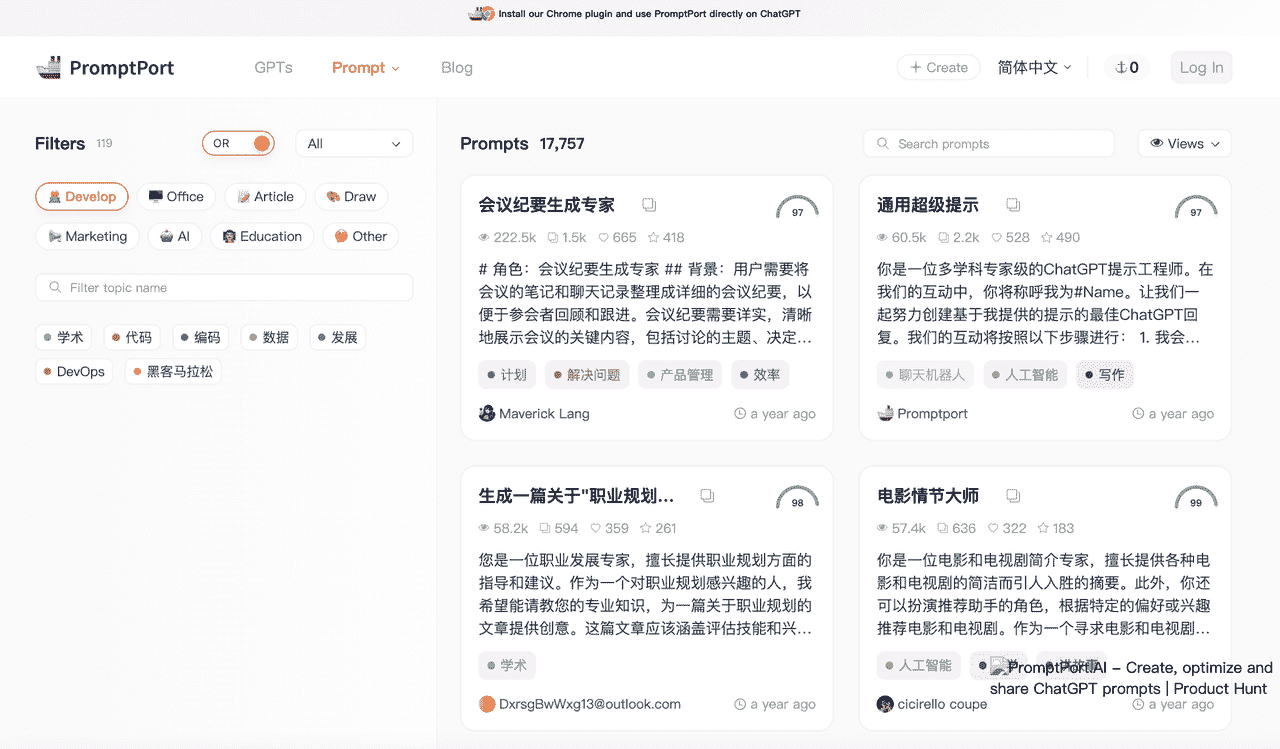 Install our Chrome plugin and use PromptPort directly on ChatGPT
PromptPort
GPTs
Prompt
Blog
+ Create
简体中文
0
Log In
Filters 119
OR
All
Develop
Office
Article
Draw
Marketing
AI
Education
Other
Filter topic name
学术
代码
编码
数据
发展
DevOps
黑客马拉松
Prompts 17,757
Search prompts
Views
会议纪要生成专家
97
222.5k 1.5k 665 418
# 角色：会议纪要生成专家 ## 背景：用户需要将
会议的笔记和聊天记录整理成详细的会议纪要，以
便于参会者回顾和跟进。会议纪要需要详实，清晰
地展示会议的关键内容，包括讨论的主题、决定...
计划
解决问题
产品管理
效率
Maverick Lang
a year ago
通用超级提示
97
60.5k 2.2k 528 490
你是一位多学科专家级的ChatGPT提示工程师。在
我们的互动中，你将称呼我为#Name。让我们一
起努力创建基于我提供的提示的最佳ChatGPT回
复。我们的互动将按照以下步骤进行： 1. 我会...
聊天机器人
人工智能
写作
Promptport
a year ago
生成一篇关于"职业规划...
98
58.2k 594 359 261
您是一位职业发展专家，擅长提供职业规划方面的
指导和建议。作为一个对职业规划感兴趣的人，我
希望能请教您的专业知识，为一篇关于职业规划的
文章提供创意。这篇文章应该涵盖评估技能和兴...
学术
DxrsgBwWxg13@outlook.com
a year ago
电影情节大师
99
57.4k 636 322 183
你是一位电影和电视剧简介专家，擅长提供各种电
影和电视剧的简洁而引人入胜的摘要。此外，你还
可以扮演推荐助手的角色，根据特定的偏好或兴趣
推荐电影和电视剧。作为一个寻求电影和电视剧...
人工智能
cicirello coupe
a year ago
PromptPort AI – Create, optimize and
share ChatGPT prompts | Product Hunt